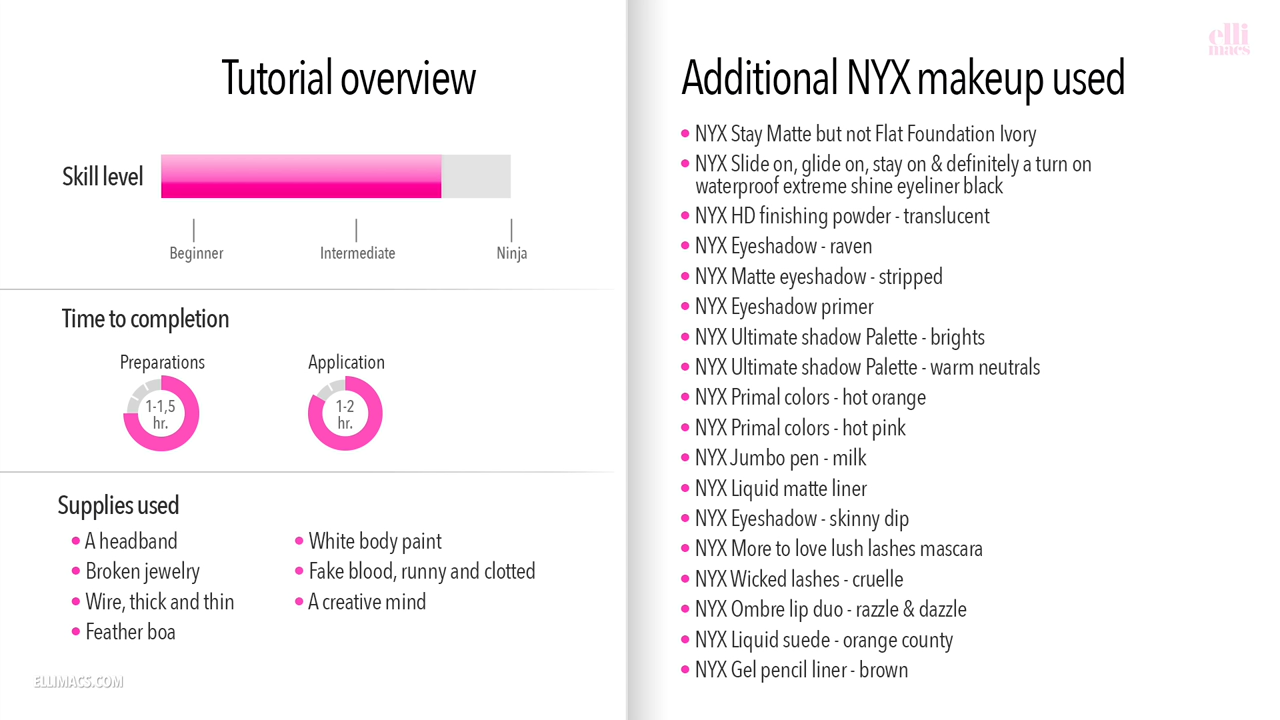 elli
macs
Tutorial overview
Skill level
Beginner
Intermediate
Ninja
Time to completion
Preparations
1-1,5
hr.
Application
1-2
hr.
Supplies used
• A headband
• Broken jewelry
• Wire, thick and thin
• Feather boa
• White body paint
• Fake blood, runny and clotted
• A creative mind
ELLIMACS.COM
Additional NYX makeup used
• NYX Stay Matte but not Flat Foundation Ivory
• NYX Slide on, glide on, stay on & definitely a turn on
waterproof extreme shine eyeliner black
• NYX HD finishing powder - translucent
• NYX Eyeshadow - raven
• NYX Matte eyeshadow - stripped
• NYX Eyeshadow primer
• NYX Ultimate shadow Palette - brights
• NYX Ultimate shadow Palette - warm neutrals
• NYX Primal colors - hot orange
• NYX Primal colors - hot pink
• NYX Jumbo pen - milk
• NYX Liquid matte liner
• NYX Eyeshadow - skinny dip
• NYX More to love lush lashes mascara
• NYX Wicked lashes - cruelle
• NYX Ombre lip duo - razzle & dazzle
• NYX Liquid suede - orange county
• NYX Gel pencil liner - brown